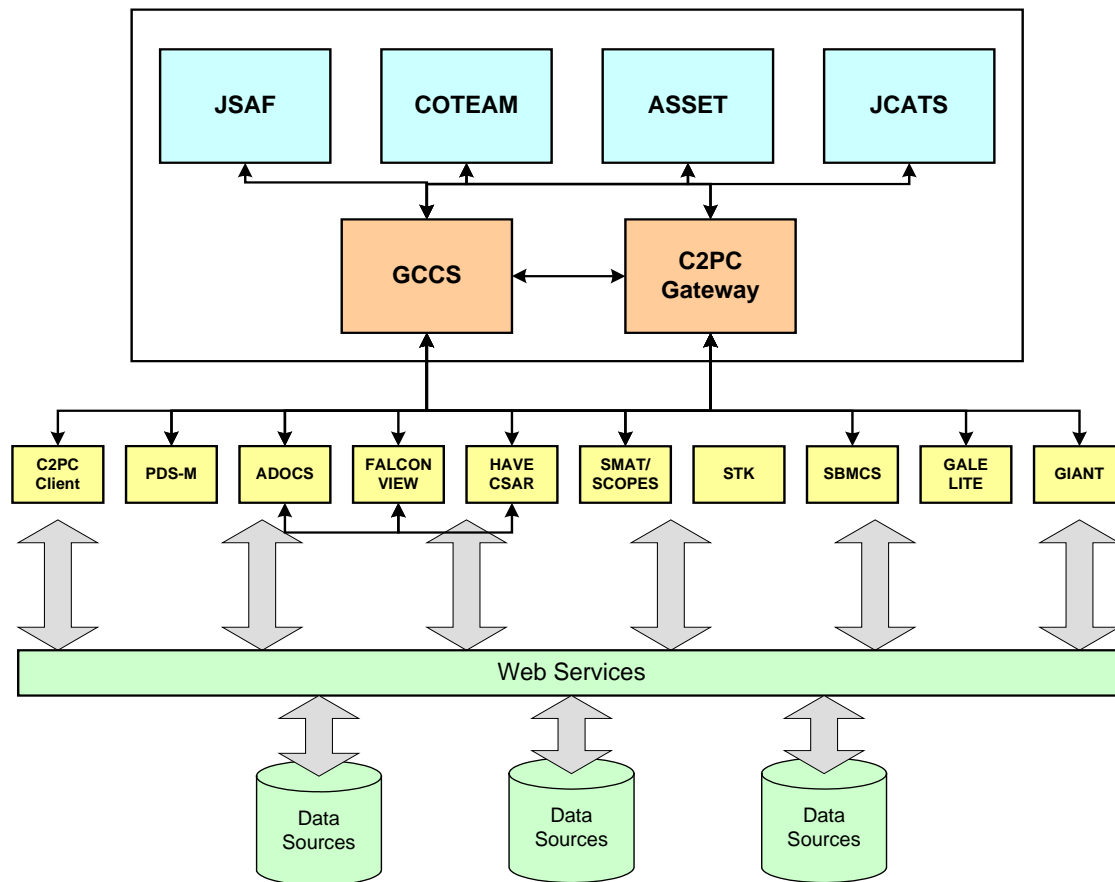 JSAF
COTEAM
ASSET
JCATS
GCCS
C2PC
Gateway
C2PC
Client
PDS-M
ADOCS
FALCON
VIEW
HAVE
CSAR
SMAT/
SCOPES
STK
SBMCS
GALE
LITE
GIANT
Web Services
Data
Sources
Data
Sources
Data
Sources